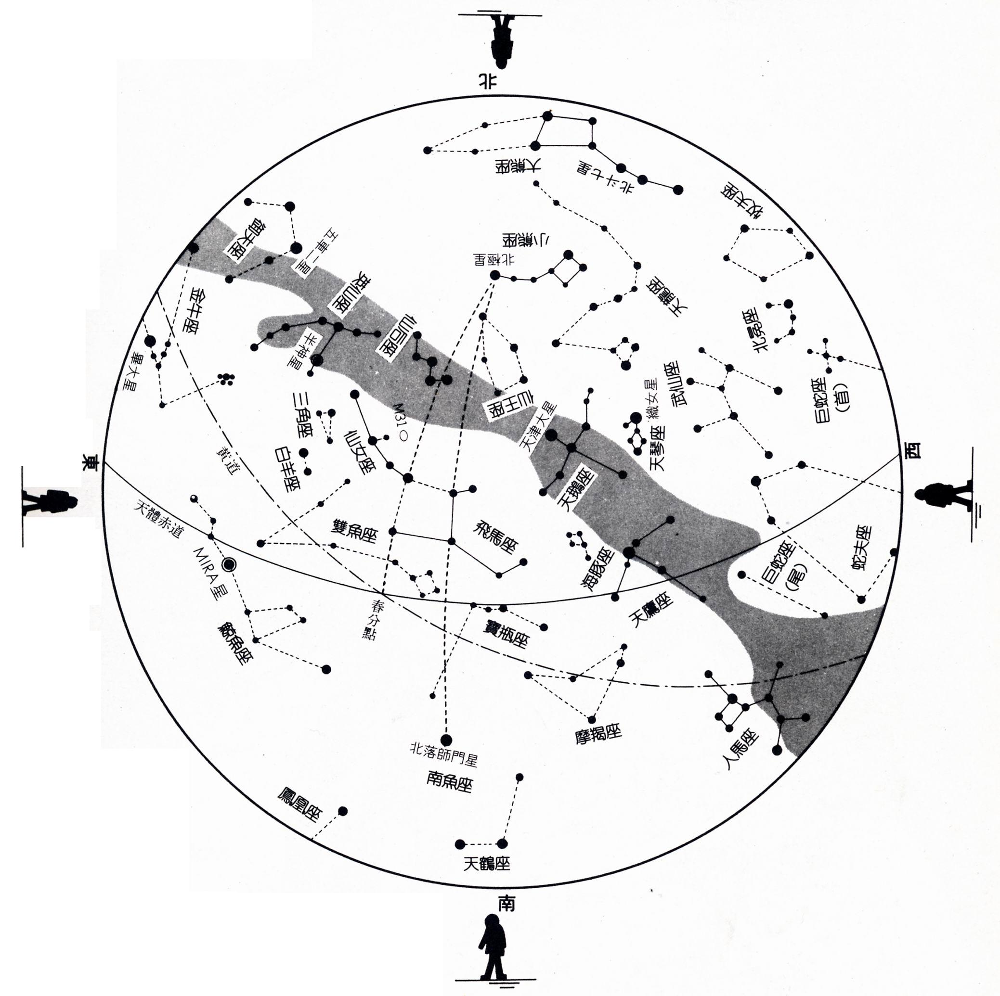 北
大熊座
北斗七星
牧夫座
小熊座
北極星
御夫座
五車二星
天龍座
英仙座
金牛座
北冕座
仙后座
半神星
畢大星
武仙座
織女星
巨蛇座
(首)
三角座
M31
仙王座
天津大星
仙女座
天琴座
黃道
白羊座
東
西
天鵝座
天體赤道
雙魚座
飛馬座
蛇夫座
巨蛇座
(尾)
海豚座
MIRA星
天鷹座
春分點
寶瓶座
鯨魚座
摩羯座
人馬座
北落師門星
南魚座
鳳凰座
天鶴座
南